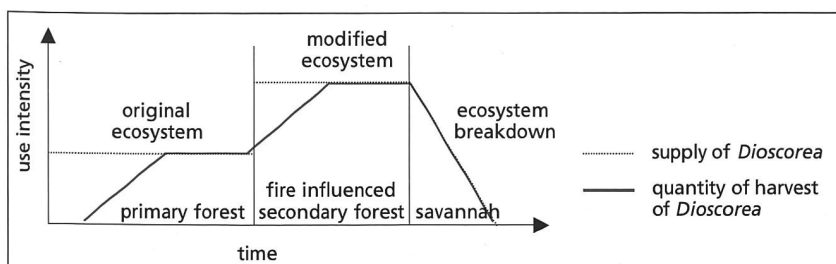 modified
ecosystem
original
ecosystem
ecosystem
breakdown
use intensity
primary forest
fire influenced
secondary forest
savannah
time
supply of Dioscorea
quantity of harvest
of Dioscorea